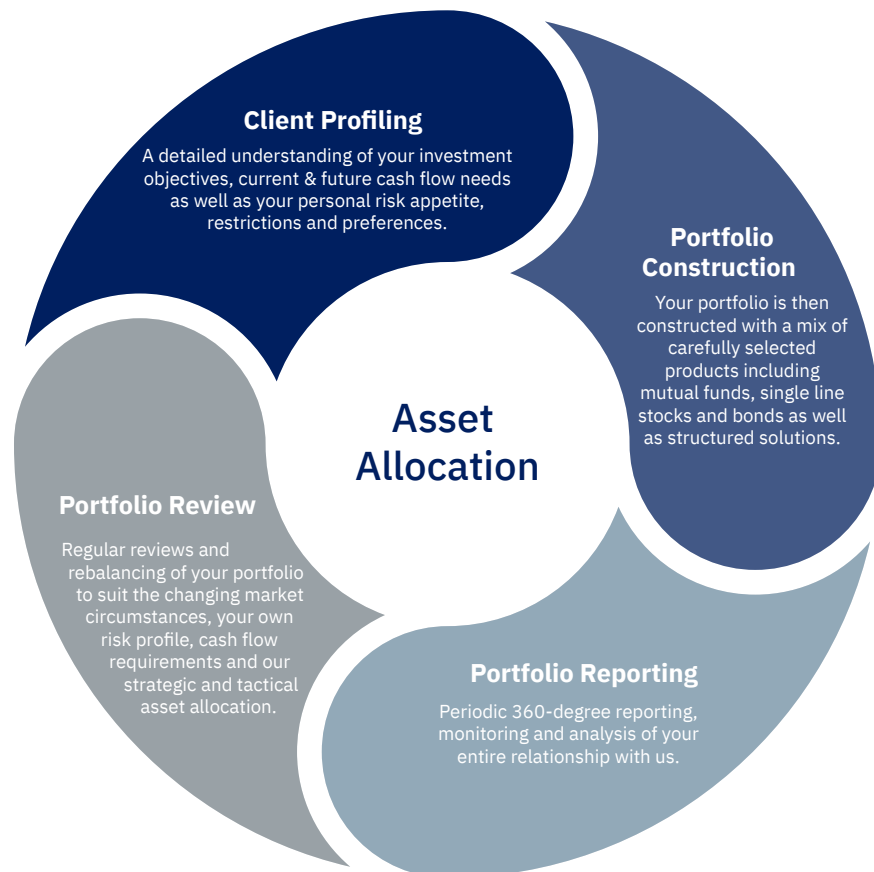 Client Profiling
A detailed understanding of your investment
objectives, current & future cash flow needs
as well as your personal risk appetite,
restrictions and preferences.
Portfolio
Construction
Your portfolio is then
constructed with a mix of
carefully selected
products including
mutual funds, single line
stocks and bonds as well
as structured solutions.
Asset
Allocation
Portfolio Reporting
Periodic 360-degree reporting,
monitoring and analysis of your
entire relationship with us.
Portfolio Review
Regular reviews and
rebalancing of your portfolio
to suit the changing market
circumstances, your own
risk profile, cash flow
requirements and our
strategic and tactical
asset allocation.